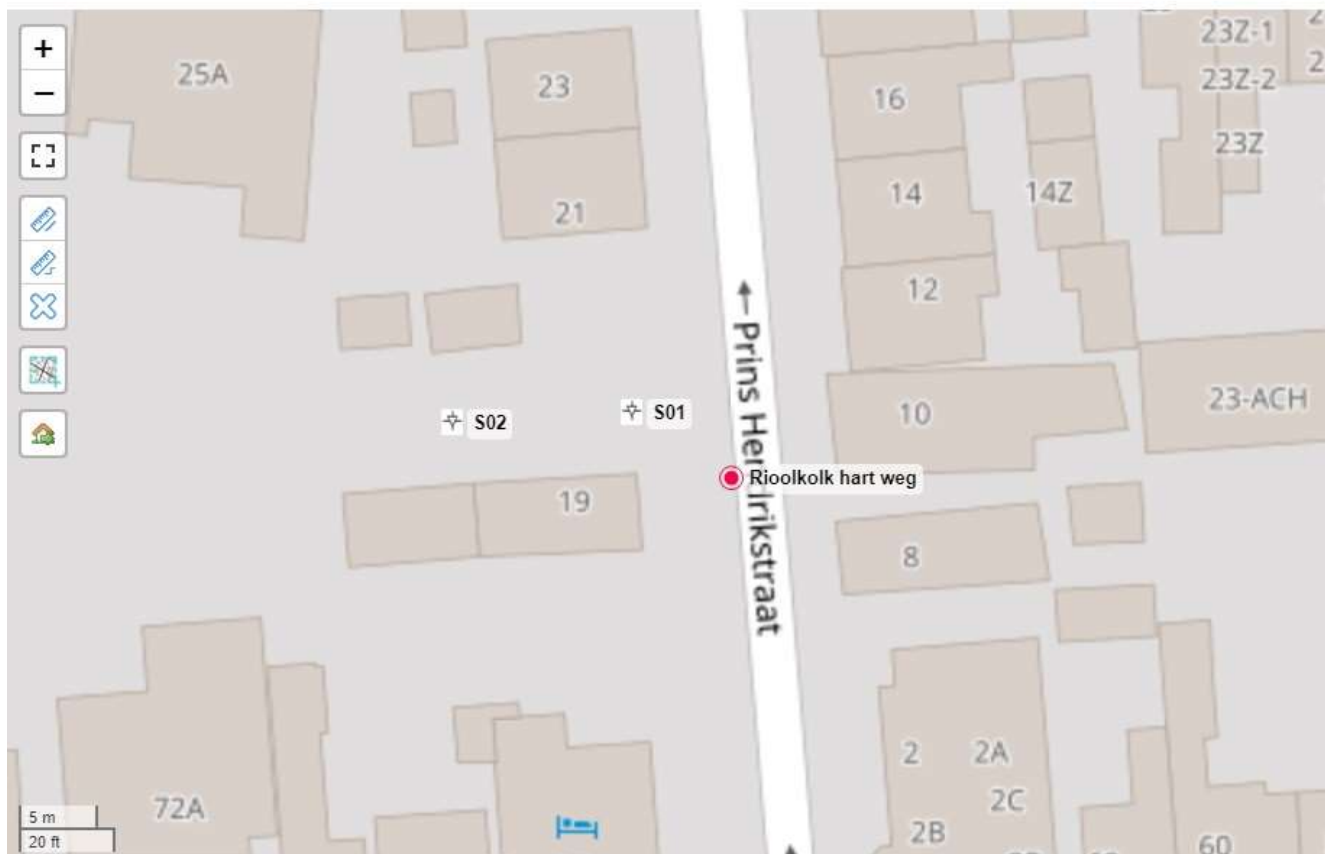 23Z-1
+
25A
23
23Z-2
−
16
23Z
14
14Z
21
12
Prins Hendrikstraat
23-ACH
10
S01
S02
Rioolkolk hart weg
19
8
2
2A
2C
72A
2B
60
5 m
20 ft